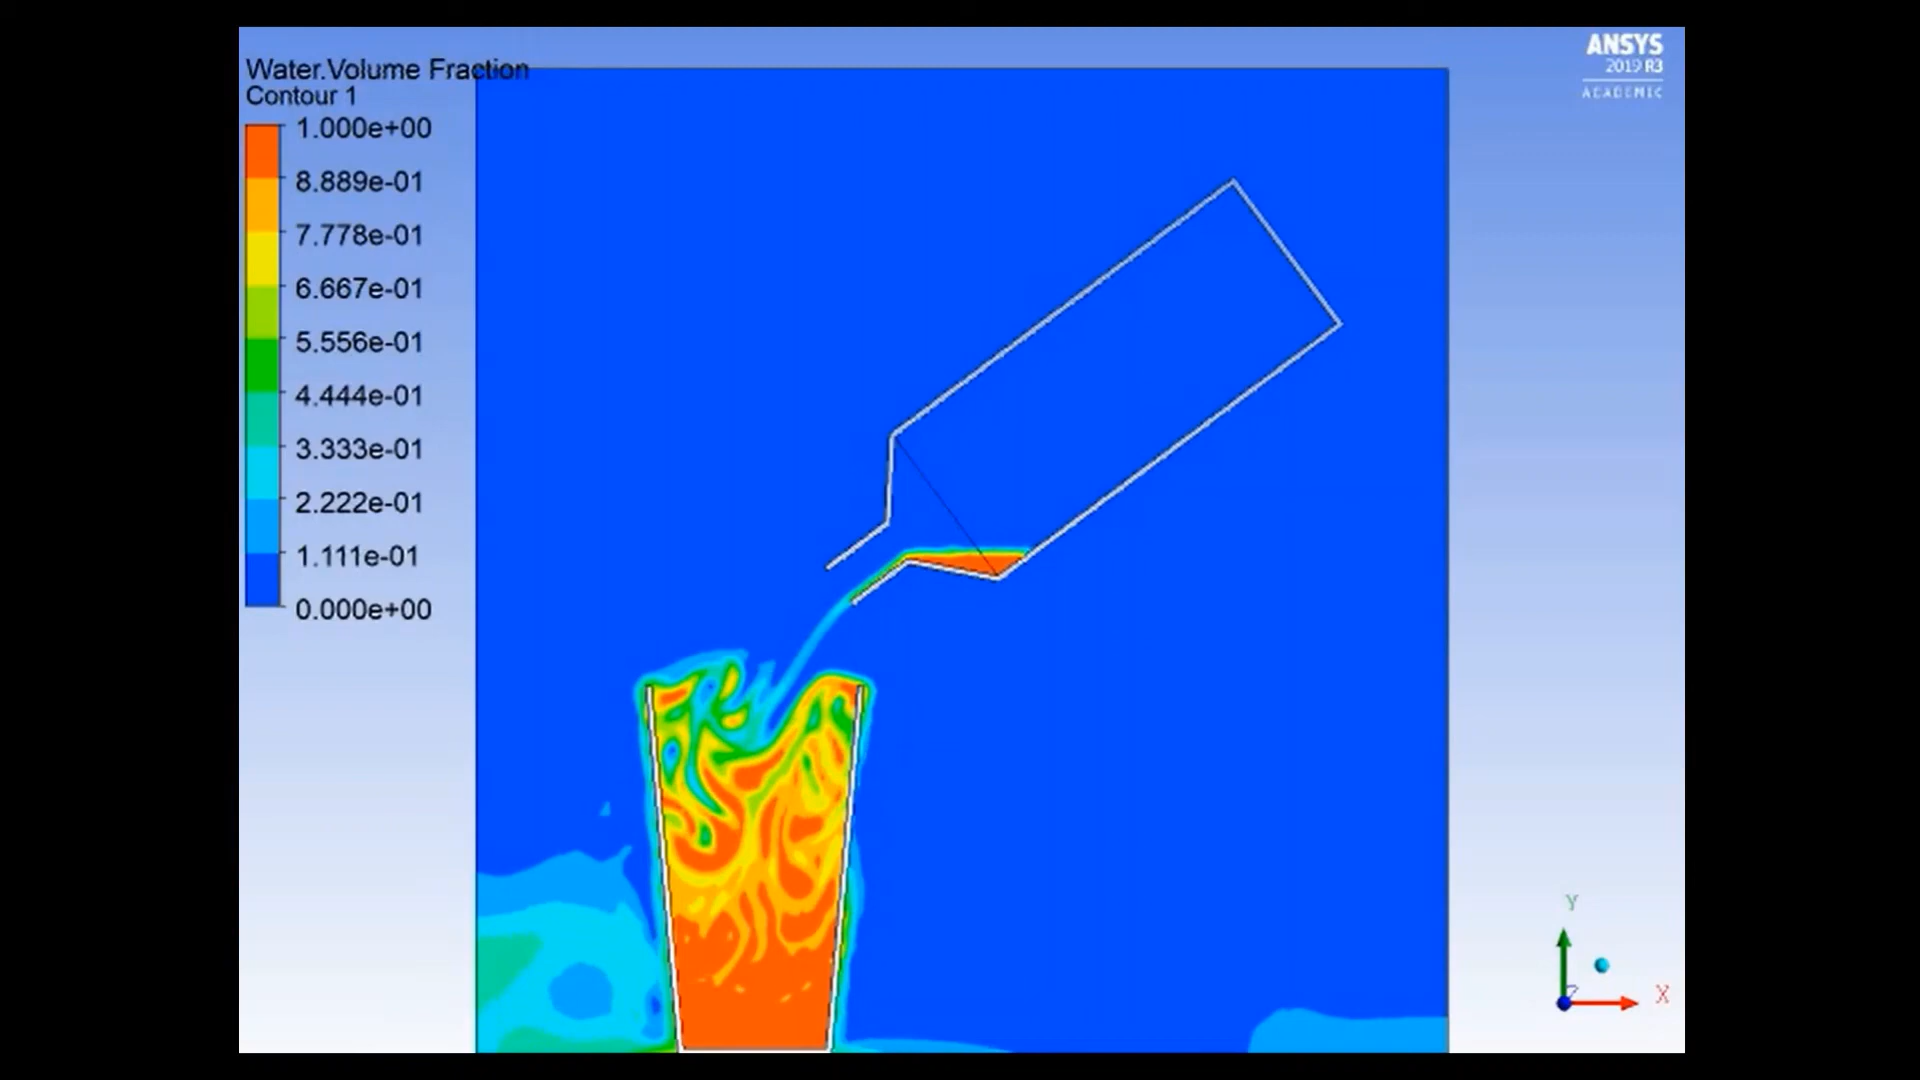 ANSYS
2019 R3
ACADEMIC
Water.Volume Fraction
Contour 1
1.000e+00
8.889e-01
7.778e-01
6.667e-01
5.556e-01
4.444e-01
3.333e-01
2.222e-01
1.111e-01
0.000e+00
Y
Z
X